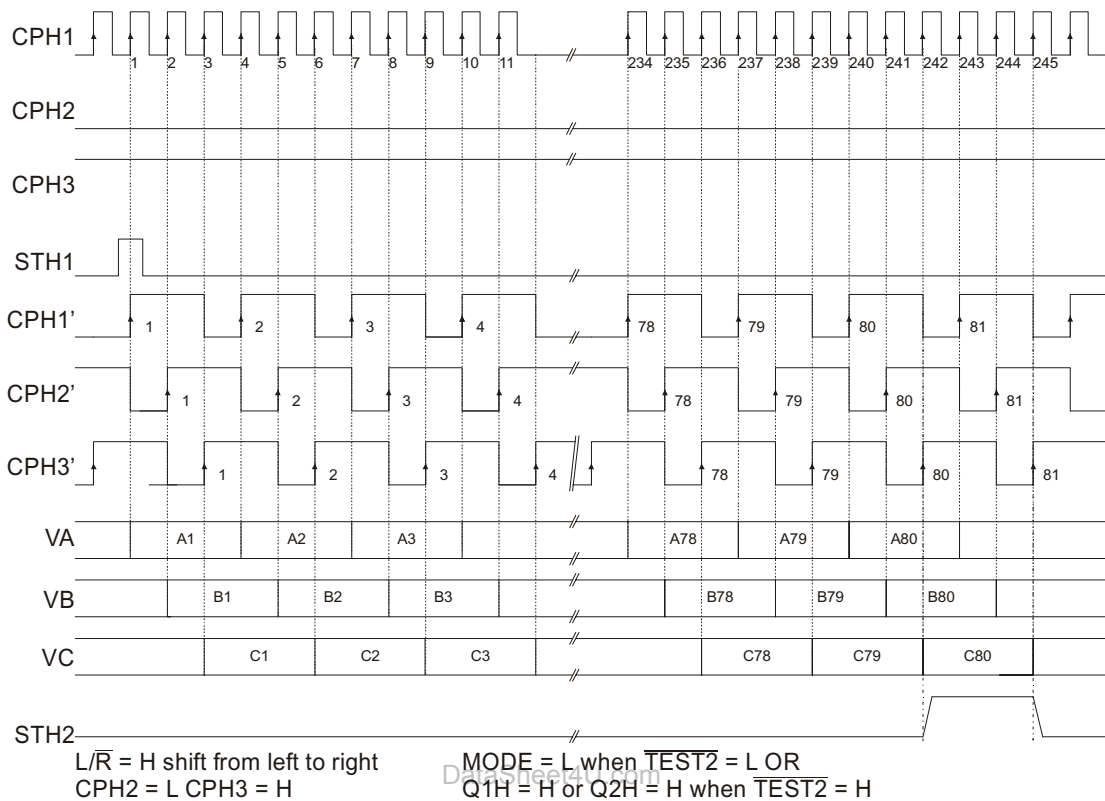 CPH1
1 2 3 4 5 6 7 8 9 10 11 234 235 236 237 238 239 240 241 242 243 244 245
CPH2
CPH3
STH1
CPH1' 1 2 3 4 78 79 80 81
CPH2' 1 2 3 4 78 79 80 81
CPH3' 1 2 3 4 78 79 80 81
VA A1 A2 A3 A78 A79 A80
VB B1 B2 B3 B78 B79 B80
VC C1 C2 C3 C78 C79 C80
STH2
L/R̅ = H shift from left to right MODE = L when T̅E̅S̅T̅2̅ = L OR
DataSheet4U.com
CPH2 = L CPH3 = H Q1H = H or Q2H = H when T̅E̅S̅T̅2̅ = H